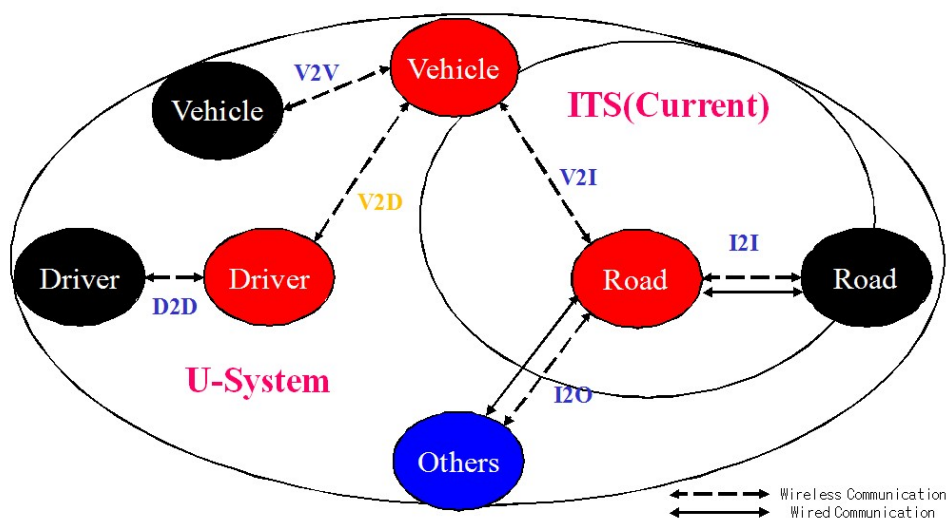 Vehicle
V2V
Vehicle
ITS(Current)
V2I
V2D
I2I
Driver
Driver
Road
Road
D2D
U-System
I2O
Others
Wireless Communication
Wired Communication